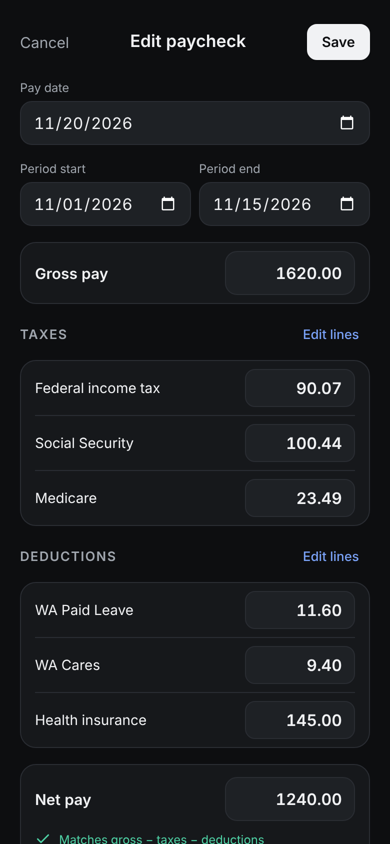 Cancel
Edit paycheck
Save
Pay date
11/20/2026
Period start
Period end
11/01/2026
11/15/2026
Gross pay
1620.00
TAXES
Edit lines
Federal income tax
90.07
Social Security
100.44
Medicare
23.49
DEDUCTIONS
Edit lines
WA Paid Leave
11.60
WA Cares
9.40
Health insurance
145.00
Net pay
1240.00
Matches gross – taxes – deductions